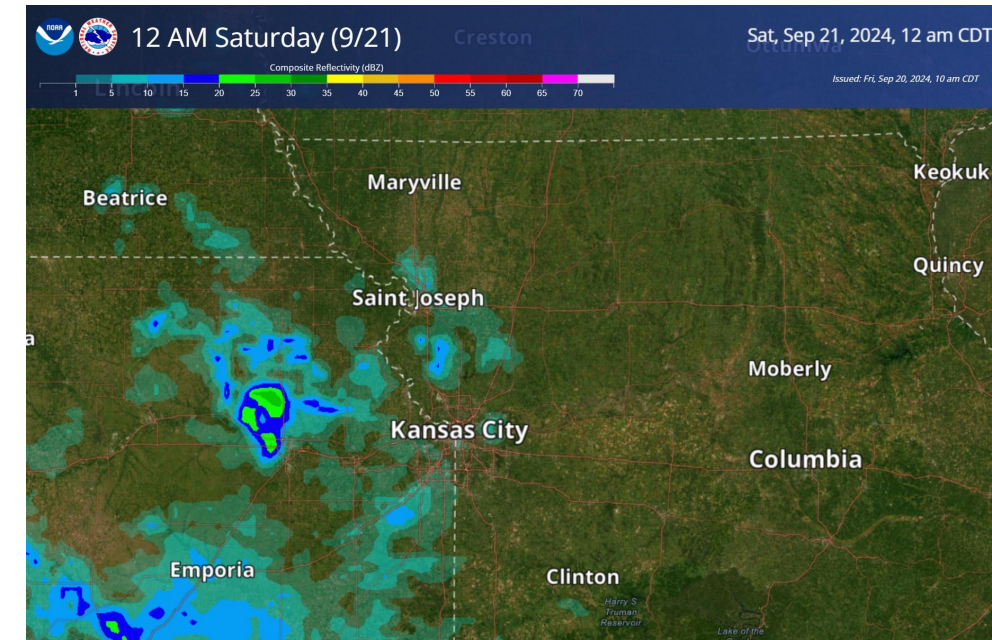 NOAA
12 AM Saturday (9/21)
Creston
Sat, Sep 21, 2024, 12 am CDT
Ottumwa
Composite Reflectivity (dBZ)
1 5 10 15 20 25 30 35 40 45 50 55 60 65 70
Lincoln
Issued: Fri, Sep 20, 2024, 10 am CDT
Keokuk
Maryville
Beatrice
Quincy
Saint Joseph
a
Moberly
Kansas City
Columbia
Emporia
Clinton
Harry S
Truman
Reservoir
Lake of the